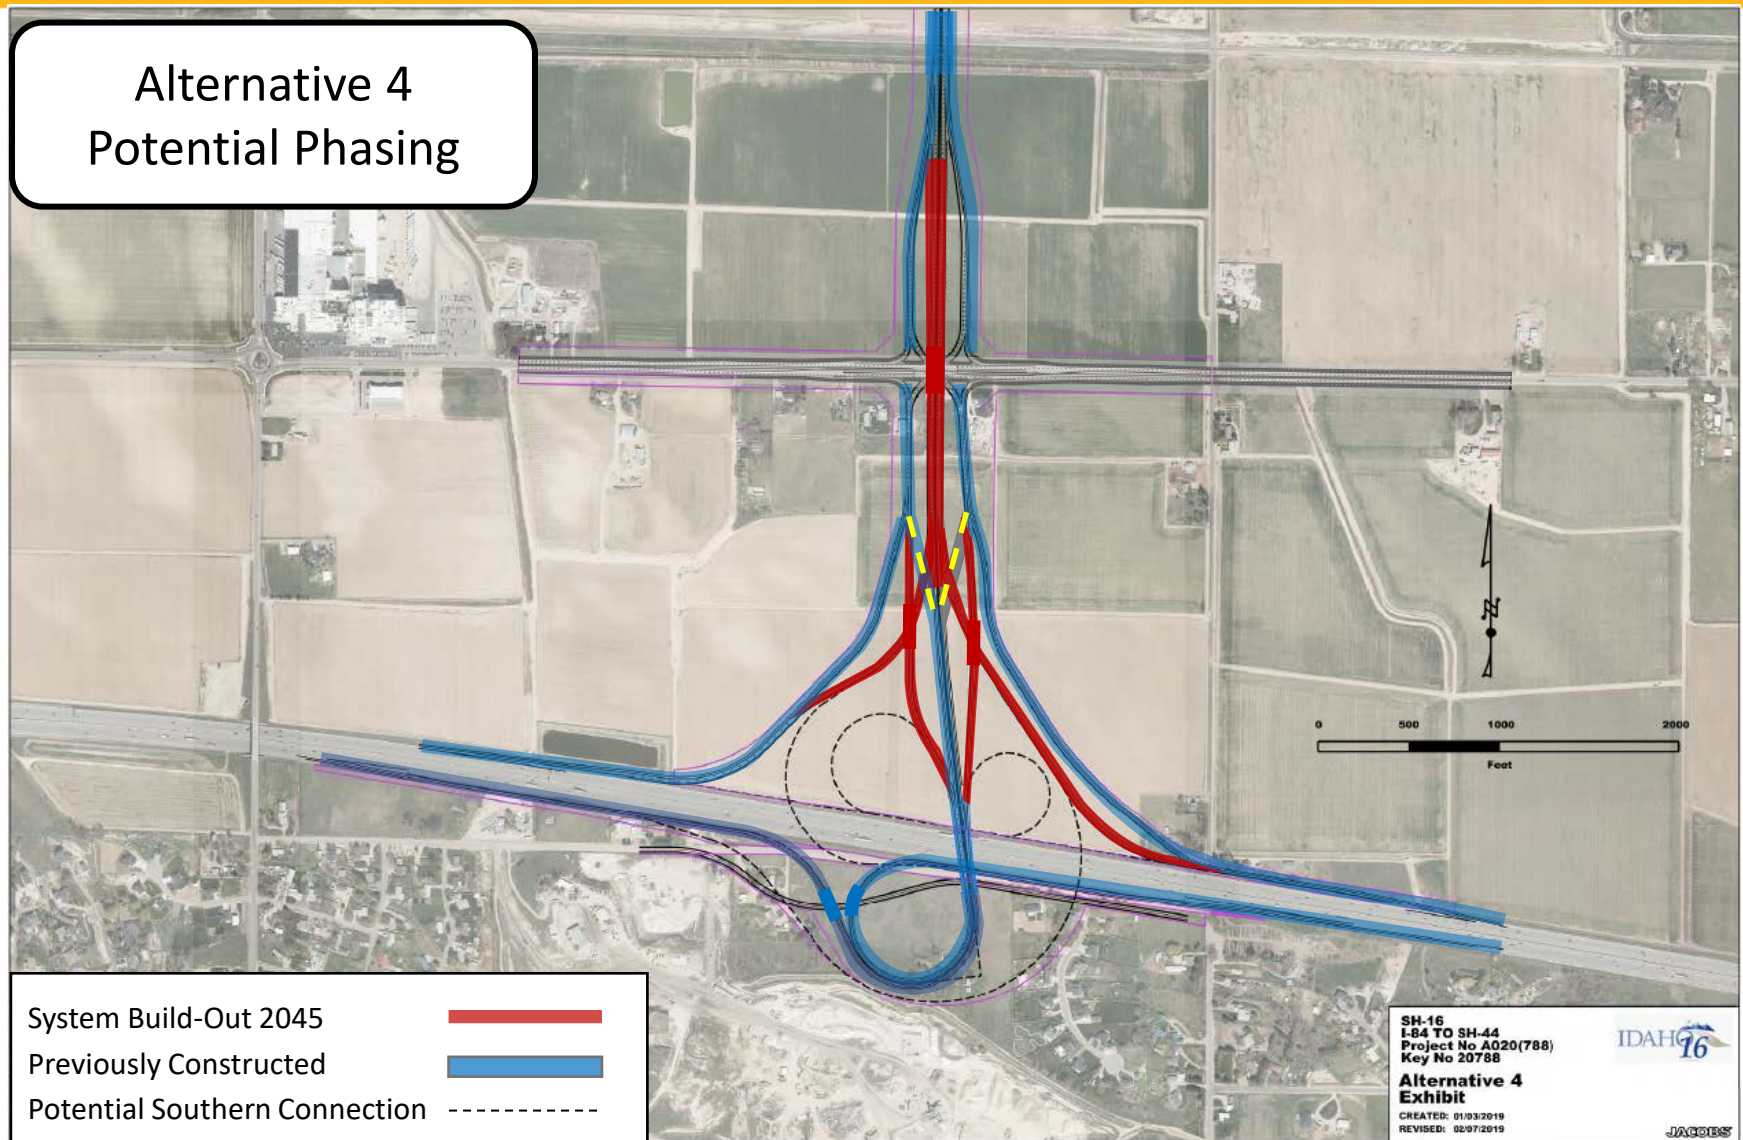 Alternative 4
Potential Phasing
N
0 500 1000 2000
Feet
System Build-Out 2045
Previously Constructed
Potential Southern Connection
SH-16
I-84 TO SH-44
Project No A020(788)
Key No 20788
IDAHO 16
Alternative 4
Exhibit
CREATED: 01/03/2019
REVISED: 02/07/2019
JACOBS